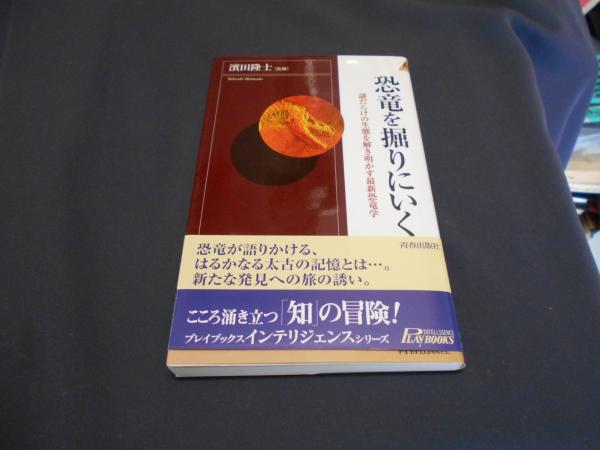 濱田隆士[監修]
Takashi Hamada
恐竜を掘りにいく
謎だらけの生態を解き明かす最新恐竜学
青春出版社
恐竜が語りかける、
はるかなる太古の記憶とは…。
新たな発見への旅の誘い。
こころ涌き立つ「知」の冒険!
プレイブックスインテリジェンスシリーズ
INTELLIGENCE
PLAYBOOKS